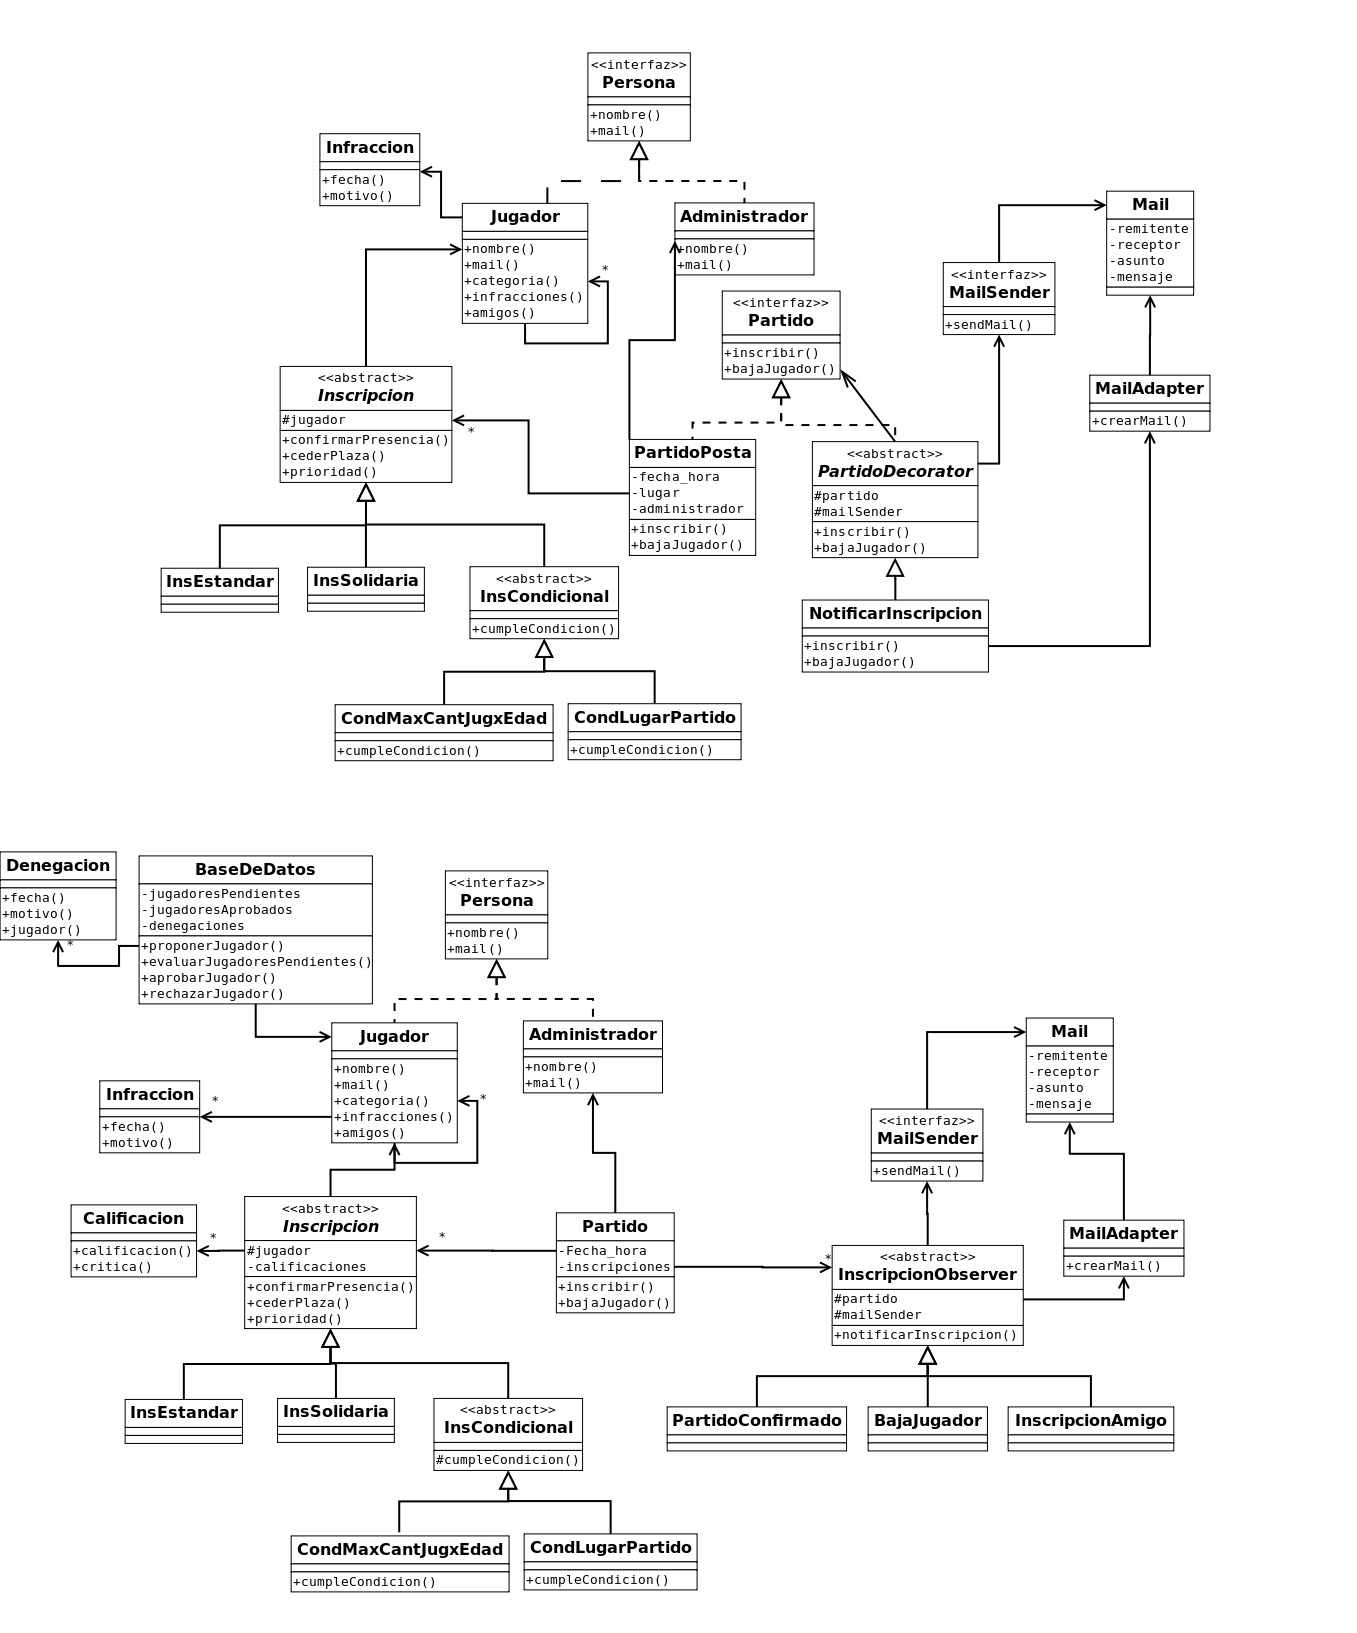 <<interfaz>>
Persona
+nombre()
+mail()
Infraccion
+fecha()
+motivo()
Jugador
+nombre()
+mail()
+categoria()
+infracciones()
+amigos()
*
Administrador
+nombre()
+mail()
<<interfaz>>
Partido
+inscribir()
+bajaJugador()
<<interfaz>>
MailSender
+sendMail()
Mail
-remitente
-receptor
-asunto
-mensaje
MailAdapter
+crearMail()
<<abstract>>
Inscripcion
#jugador
+confirmarPresencia()
+cederPlaza()
+prioridad()
*
PartidoPosta
-fecha_hora
-lugar
-administrador
+inscribir()
+bajaJugador()
<<abstract>>
PartidoDecorator
#partido
#mailSender
+inscribir()
+bajaJugador()
InsEstandar
InsSolidaria
<<abstract>>
InsCondicional
+cumpleCondicion()
NotificarInscripcion
+inscribir()
+bajaJugador()
CondMaxCantJugxEdad
+cumpleCondicion()
CondLugarPartido
+cumpleCondicion()
Denegacion
+fecha()
+motivo()
+jugador()
*
BaseDeDatos
-jugadoresPendientes
-jugadoresAprobados
-denegaciones
+proponerJugador()
+evaluarJugadoresPendientes()
+aprobarJugador()
+rechazarJugador()
<<interfaz>>
Persona
+nombre()
+mail()
Jugador
+nombre()
+mail()
+categoria()
+infracciones()
+amigos()
*
Administrador
+nombre()
+mail()
Mail
-remitente
-receptor
-asunto
-mensaje
Infraccion
+fecha()
+motivo()
*
<<interfaz>>
MailSender
+sendMail()
Calificacion
+calificacion()
+critica()
*
<<abstract>>
Inscripcion
#jugador
-calificaciones
+confirmarPresencia()
+cederPlaza()
+prioridad()
*
Partido
-Fecha_hora
-inscripciones
+inscribir()
+bajaJugador()
*
<<abstract>>
InscripcionObserver
#partido
#mailSender
+notificarInscripcion()
MailAdapter
+crearMail()
InsEstandar
InsSolidaria
<<abstract>>
InsCondicional
#cumpleCondicion()
PartidoConfirmado
BajaJugador
InscripcionAmigo
CondMaxCantJugxEdad
+cumpleCondicion()
CondLugarPartido
+cumpleCondicion()